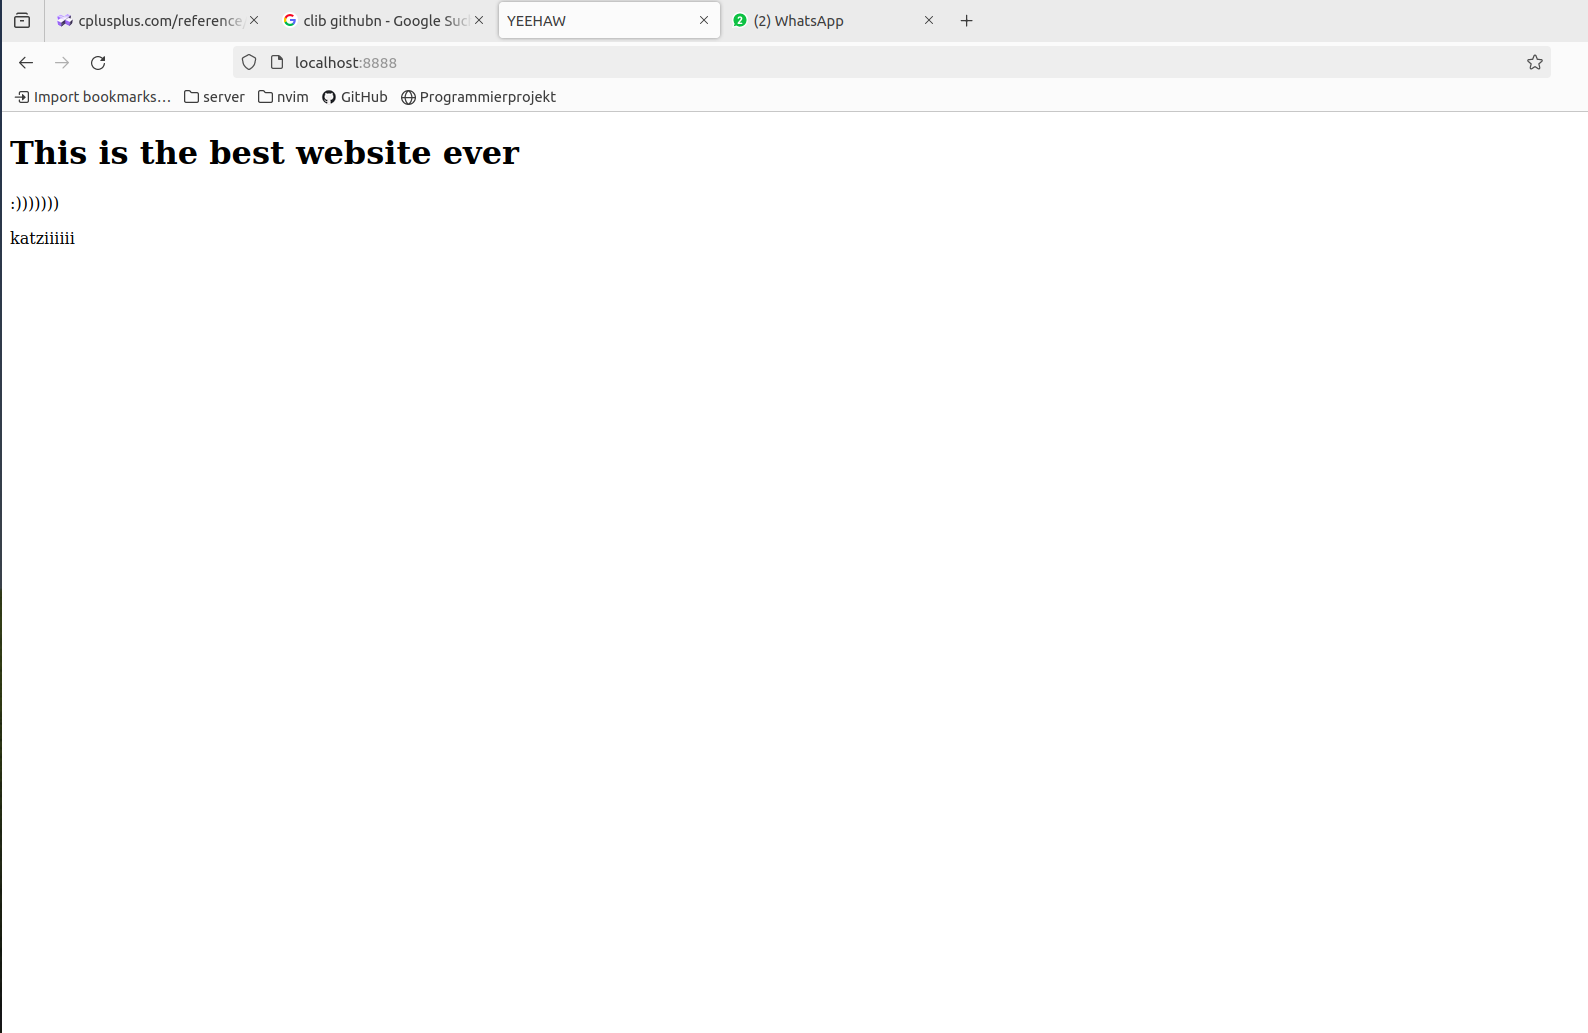 cplusplus.com/reference/
clib githubn - Google Suc
YEEHAW
2 (2) WhatsApp
localhost:8888
Import bookmarks…
server
nvim
GitHub
Programmierprojekt
This is the best website ever
:)))))))
katziiiiii